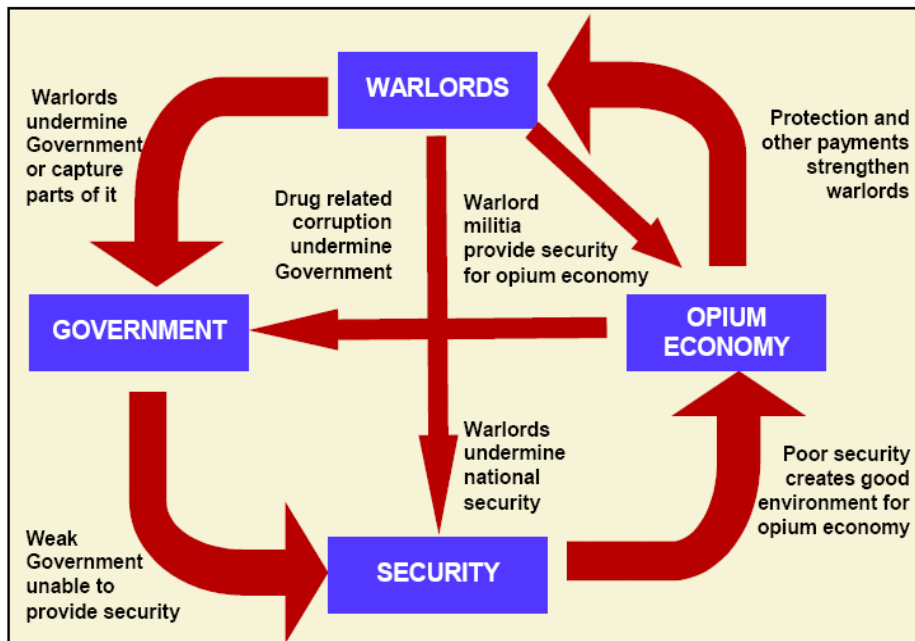 WARLORDS
Warlords
undermine
Government
or capture
parts of it
Protection and
other payments
strengthen
warlords
Drug related
corruption
undermine
Government
Warlord
militia
provide security
for opium economy
GOVERNMENT
OPIUM
ECONOMY
Warlords
undermine
national
security
Poor security
creates good
environment for
opium economy
Weak
Government
unable to
provide security
SECURITY